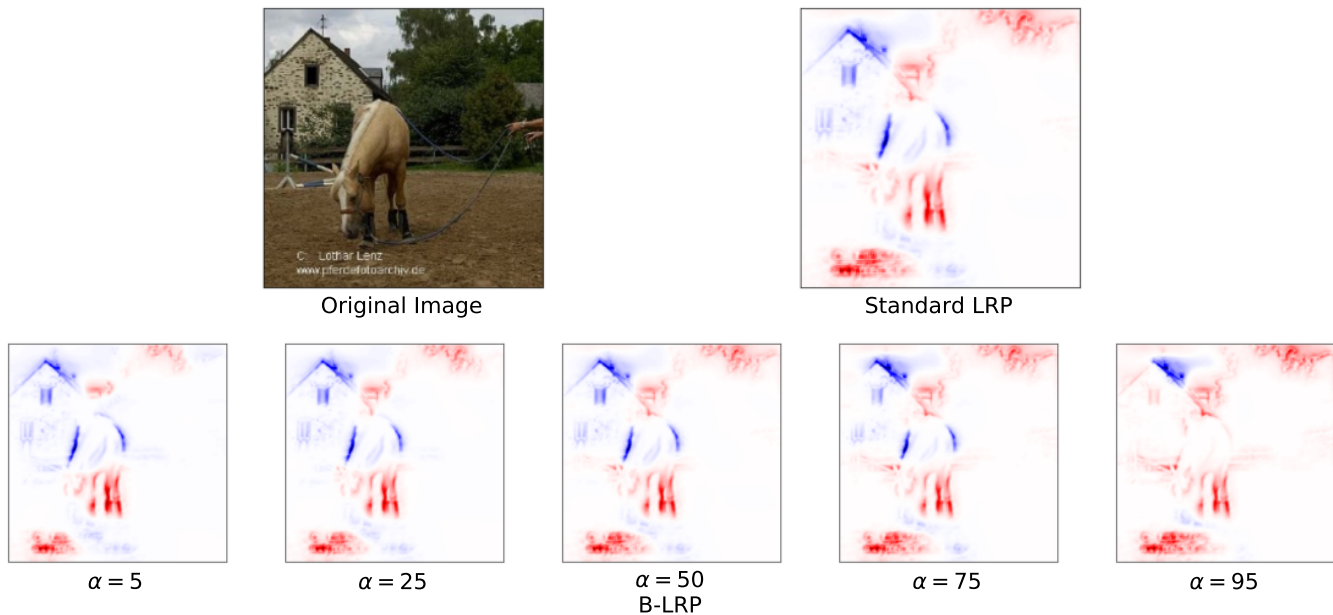 C: Lothar Lenz
www.pferdefotoarchiv.de
Original Image
Standard LRP
α = 5
α = 25
α = 50
α = 75
α = 95
B-LRP